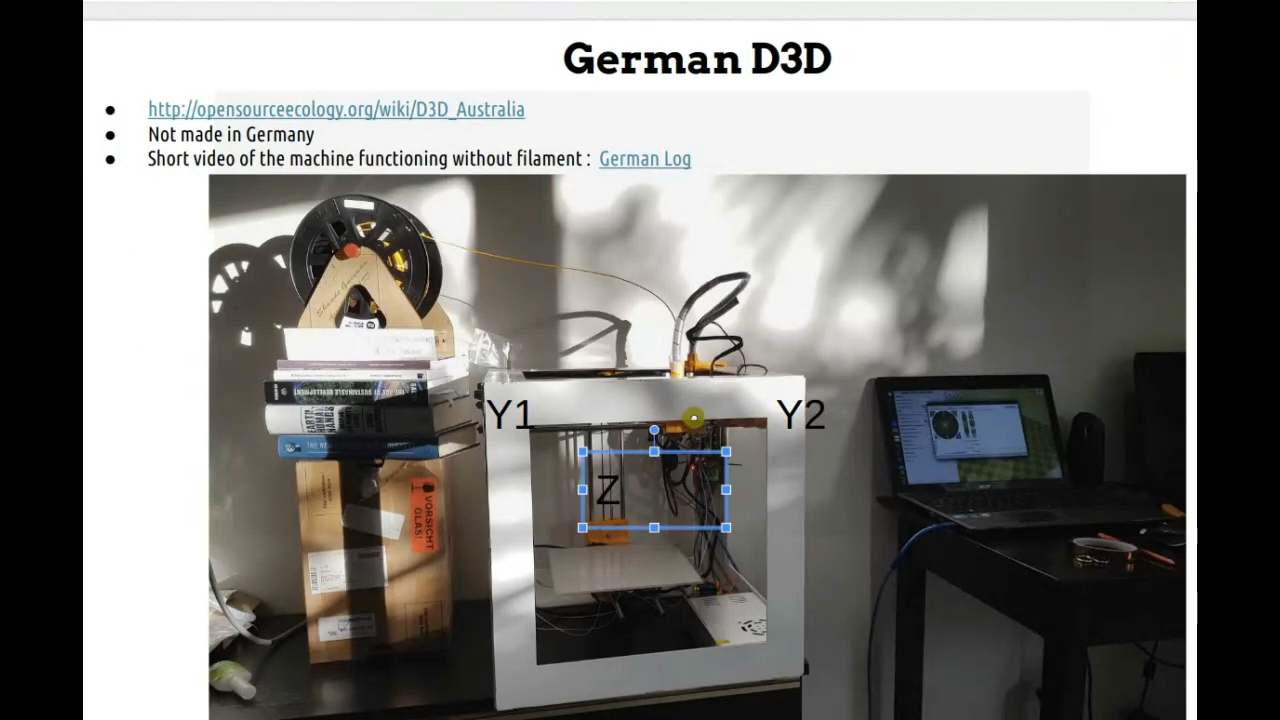 German D3D
● http://opensourceecology.org/wiki/D3D_Australia
● Not made in Germany
● Short video of the machine functioning without filament : German Log
Y1
Y2
Z
VORSICHT
GLAS!